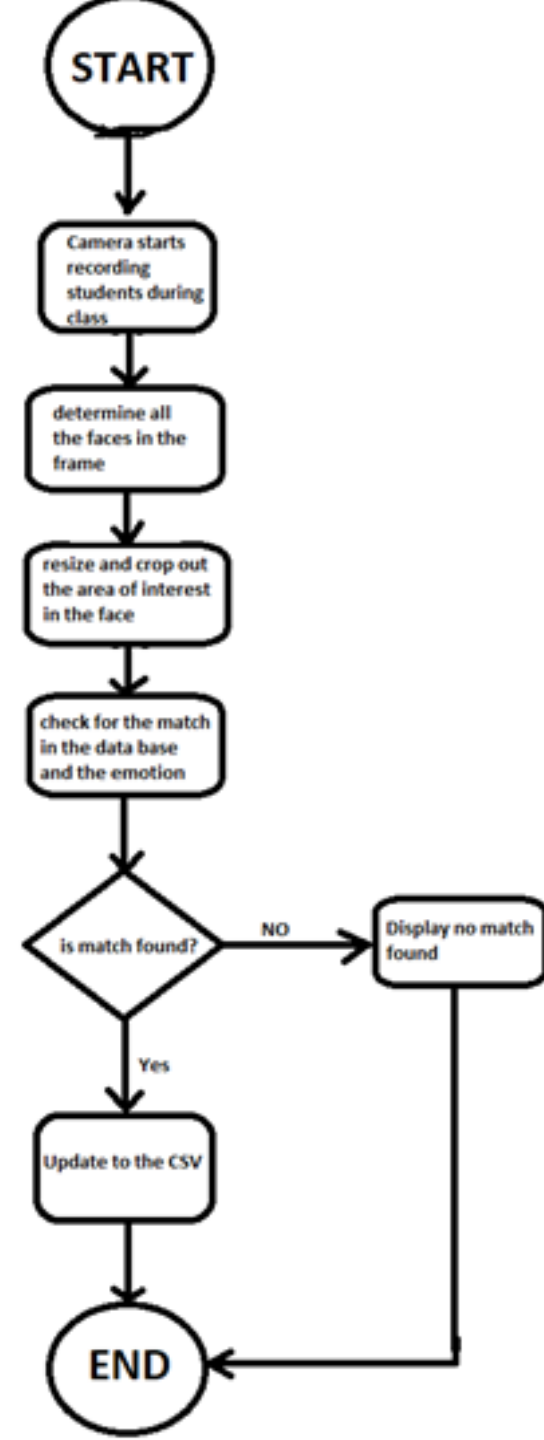 START
Camera starts
recording
students during
class
determine all
the faces in the
frame
resize and crop out
the area of interest
in the face
check for the match
in the data base
and the emotion
is match found?
NO
Display no match
found
Yes
Update to the CSV
END